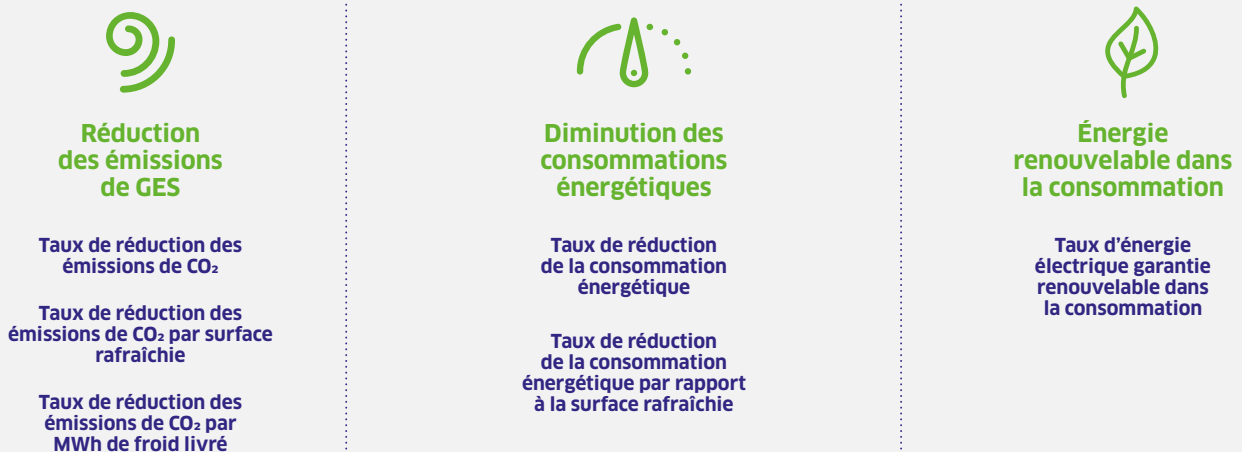 Réduction
des émissions
de GES
Taux de réduction des
émissions de CO₂
Taux de réduction des
émissions de CO₂ par surface
rafraîchie
Taux de réduction des
émissions de CO₂ par
MWh de froid livré
Diminution des
consommations
énergétiques
Taux de réduction
de la consommation
énergétique
Taux de réduction
de la consommation
énergétique par rapport
à la surface rafraîchie
Énergie
renouvelable dans
la consommation
Taux d’énergie
électrique garantie
renouvelable dans
la consommation